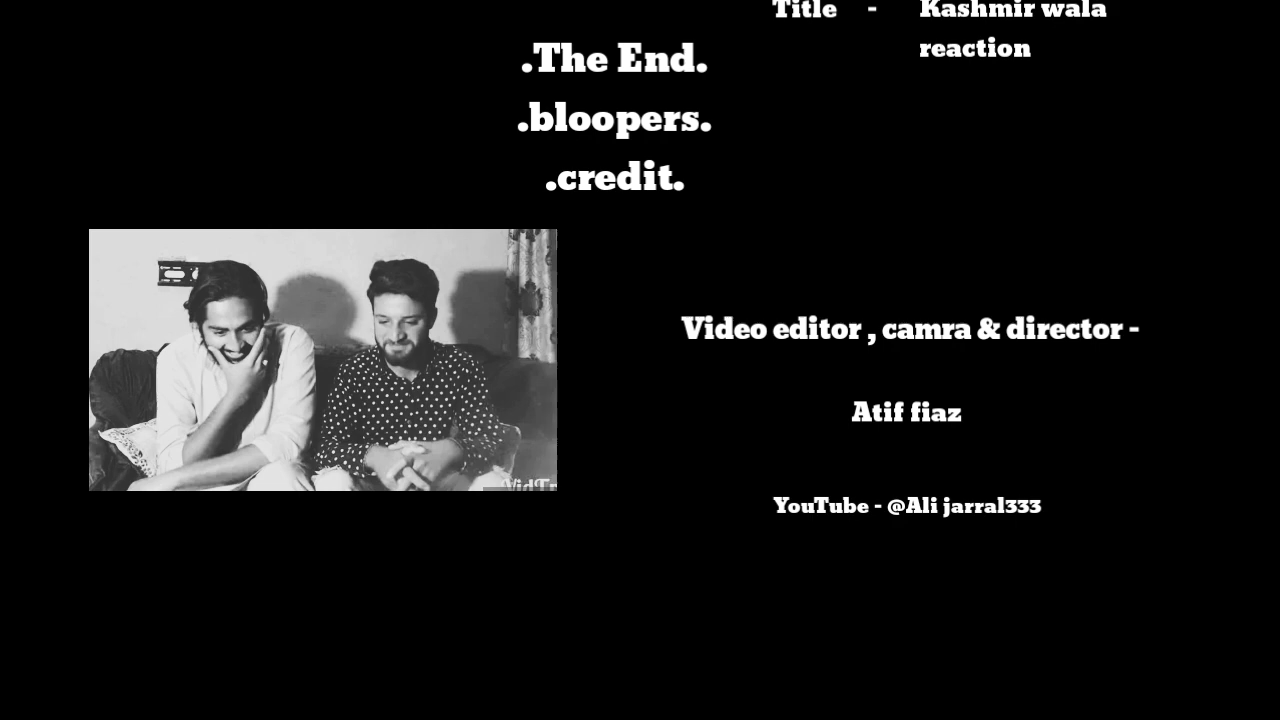 Title - Kashmir wala
reaction
.The End.
.bloopers.
.credit.
Video editor , camra & director -
Atif fiaz
YouTube - @Ali jarral333